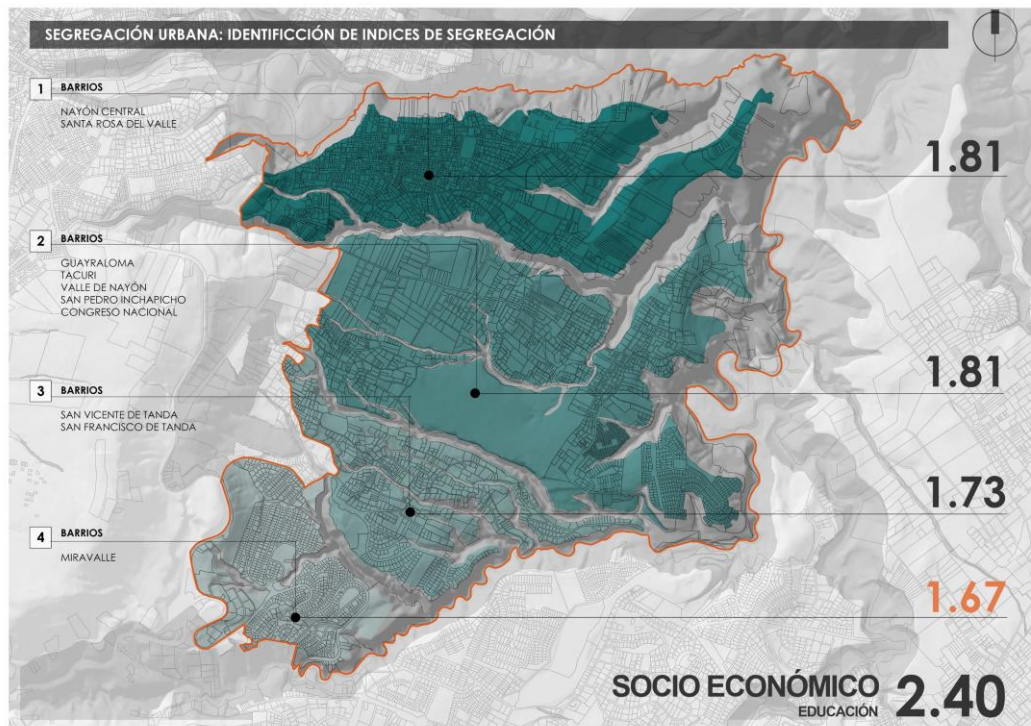 SEGREGACIÓN URBANA: IDENTIFICCIÓN DE INDICES DE SEGREGACIÓN
1 BARRIOS
NAYÓN CENTRAL
SANTA ROSA DEL VALLE
1.81
2 BARRIOS
GUAYRALOMA
TACURI
VALLE DE NAYÓN
SAN PEDRO INCHAPICHO
CONGRESO NACIONAL
1.81
3 BARRIOS
SAN VICENTE DE TANDA
SAN FRANCISCO DE TANDA
1.73
4 BARRIOS
MIRAVALLE
1.67
SOCIO ECONÓMICO 2.40
EDUCACIÓN